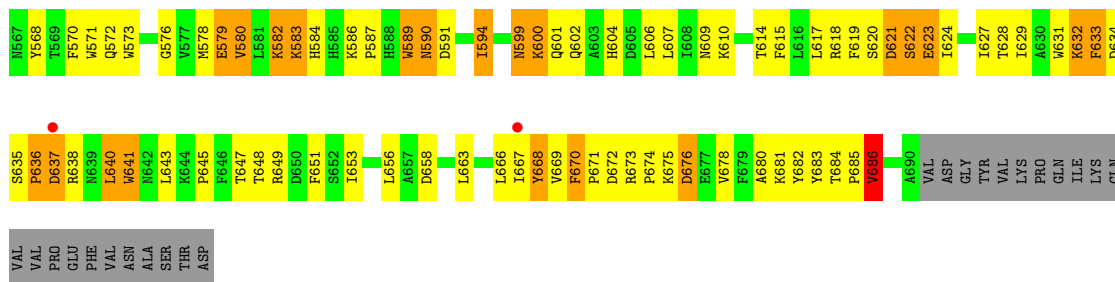 N567 Y568 T569 F570 W571 Q572 W573 G576 V577 M578 E579 V580 L581 K582 K583 H584 H585 K586 P587 H588 W589 N590 D591 I594 N599 K600 Q601 Q602 A603 H604 D605 L606 L607 I608 N609 K610 T614 F615 L616 L617 R618 F619 S620 D621 S622 E623 I624 I627 T628 I629 A630 W631 K632 F633 D634
S635 P636 D637 R638 N639 L640 W641 N642 L643 K644 P645 F646 T647 T648 R649 D650 F651 S652 I653 L656 A657 D658 L663 L666 I667 Y668 V669 F670 P671 D672 R673 P674 K675 D676 E677 V678 F679 A680 K681 Y682 Y683 T684 P685 V686 A690 VAL ASP GLY TYR VAL LYS PRO GLN ILE LYS GLN
VAL VAL PRO GLU PHE VAL ASN ALA SER THR ASP